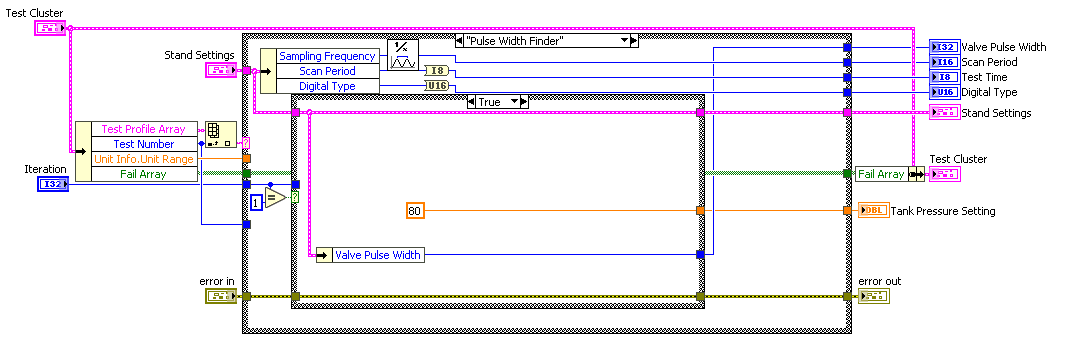 Test Cluster
"Pulse Width Finder"
Stand Settings
Sampling Frequency
Scan Period
Digital Type
1/x
I8
U16
I32 Valve Pulse Width
I16 Scan Period
I8 Test Time
U16 Digital Type
Stand Settings
True
Test Profile Array
Test Number
Unit Info.Unit Range
Fail Array
?
Iteration
I32
1
=
?
Fail Array
Test Cluster
80
DBL Tank Pressure Setting
Valve Pulse Width
error in
error out